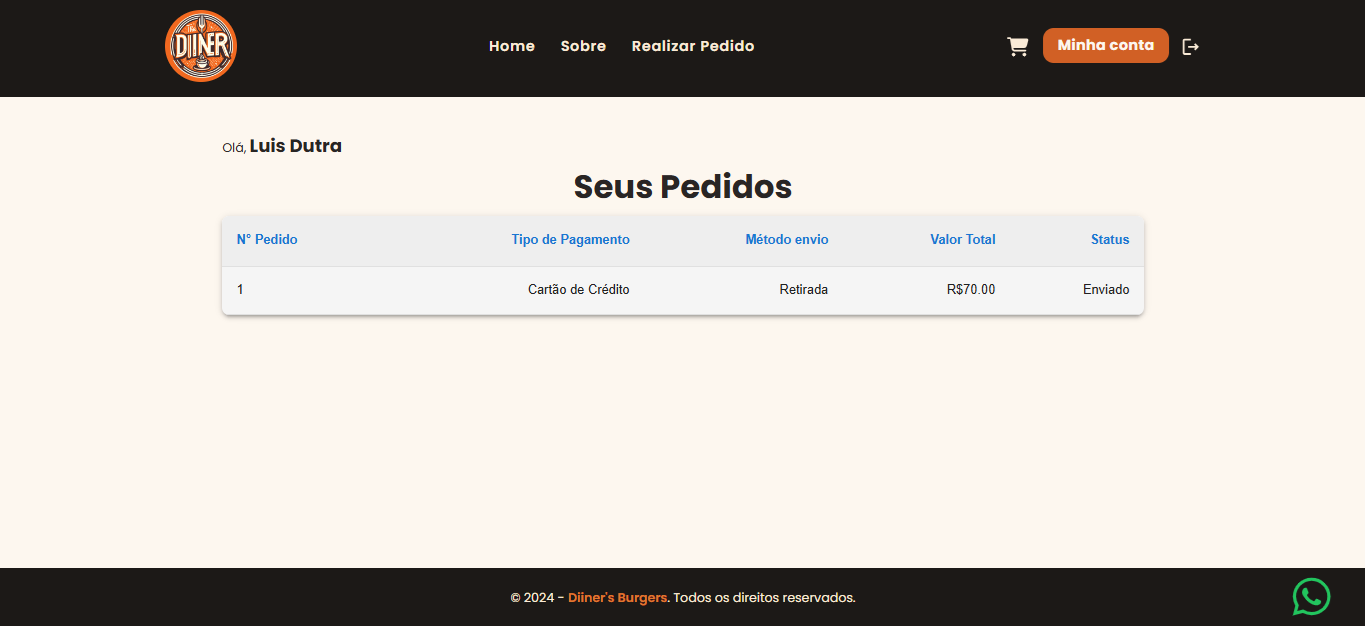 DIINER
Home Sobre Realizar Pedido Minha conta
Olá, Luis Dutra
Seus Pedidos
N° Pedido Tipo de Pagamento Método envio Valor Total Status
1 Cartão de Crédito Retirada R$70.00 Enviado
© 2024 - Diiner's Burgers. Todos os direitos reservados.